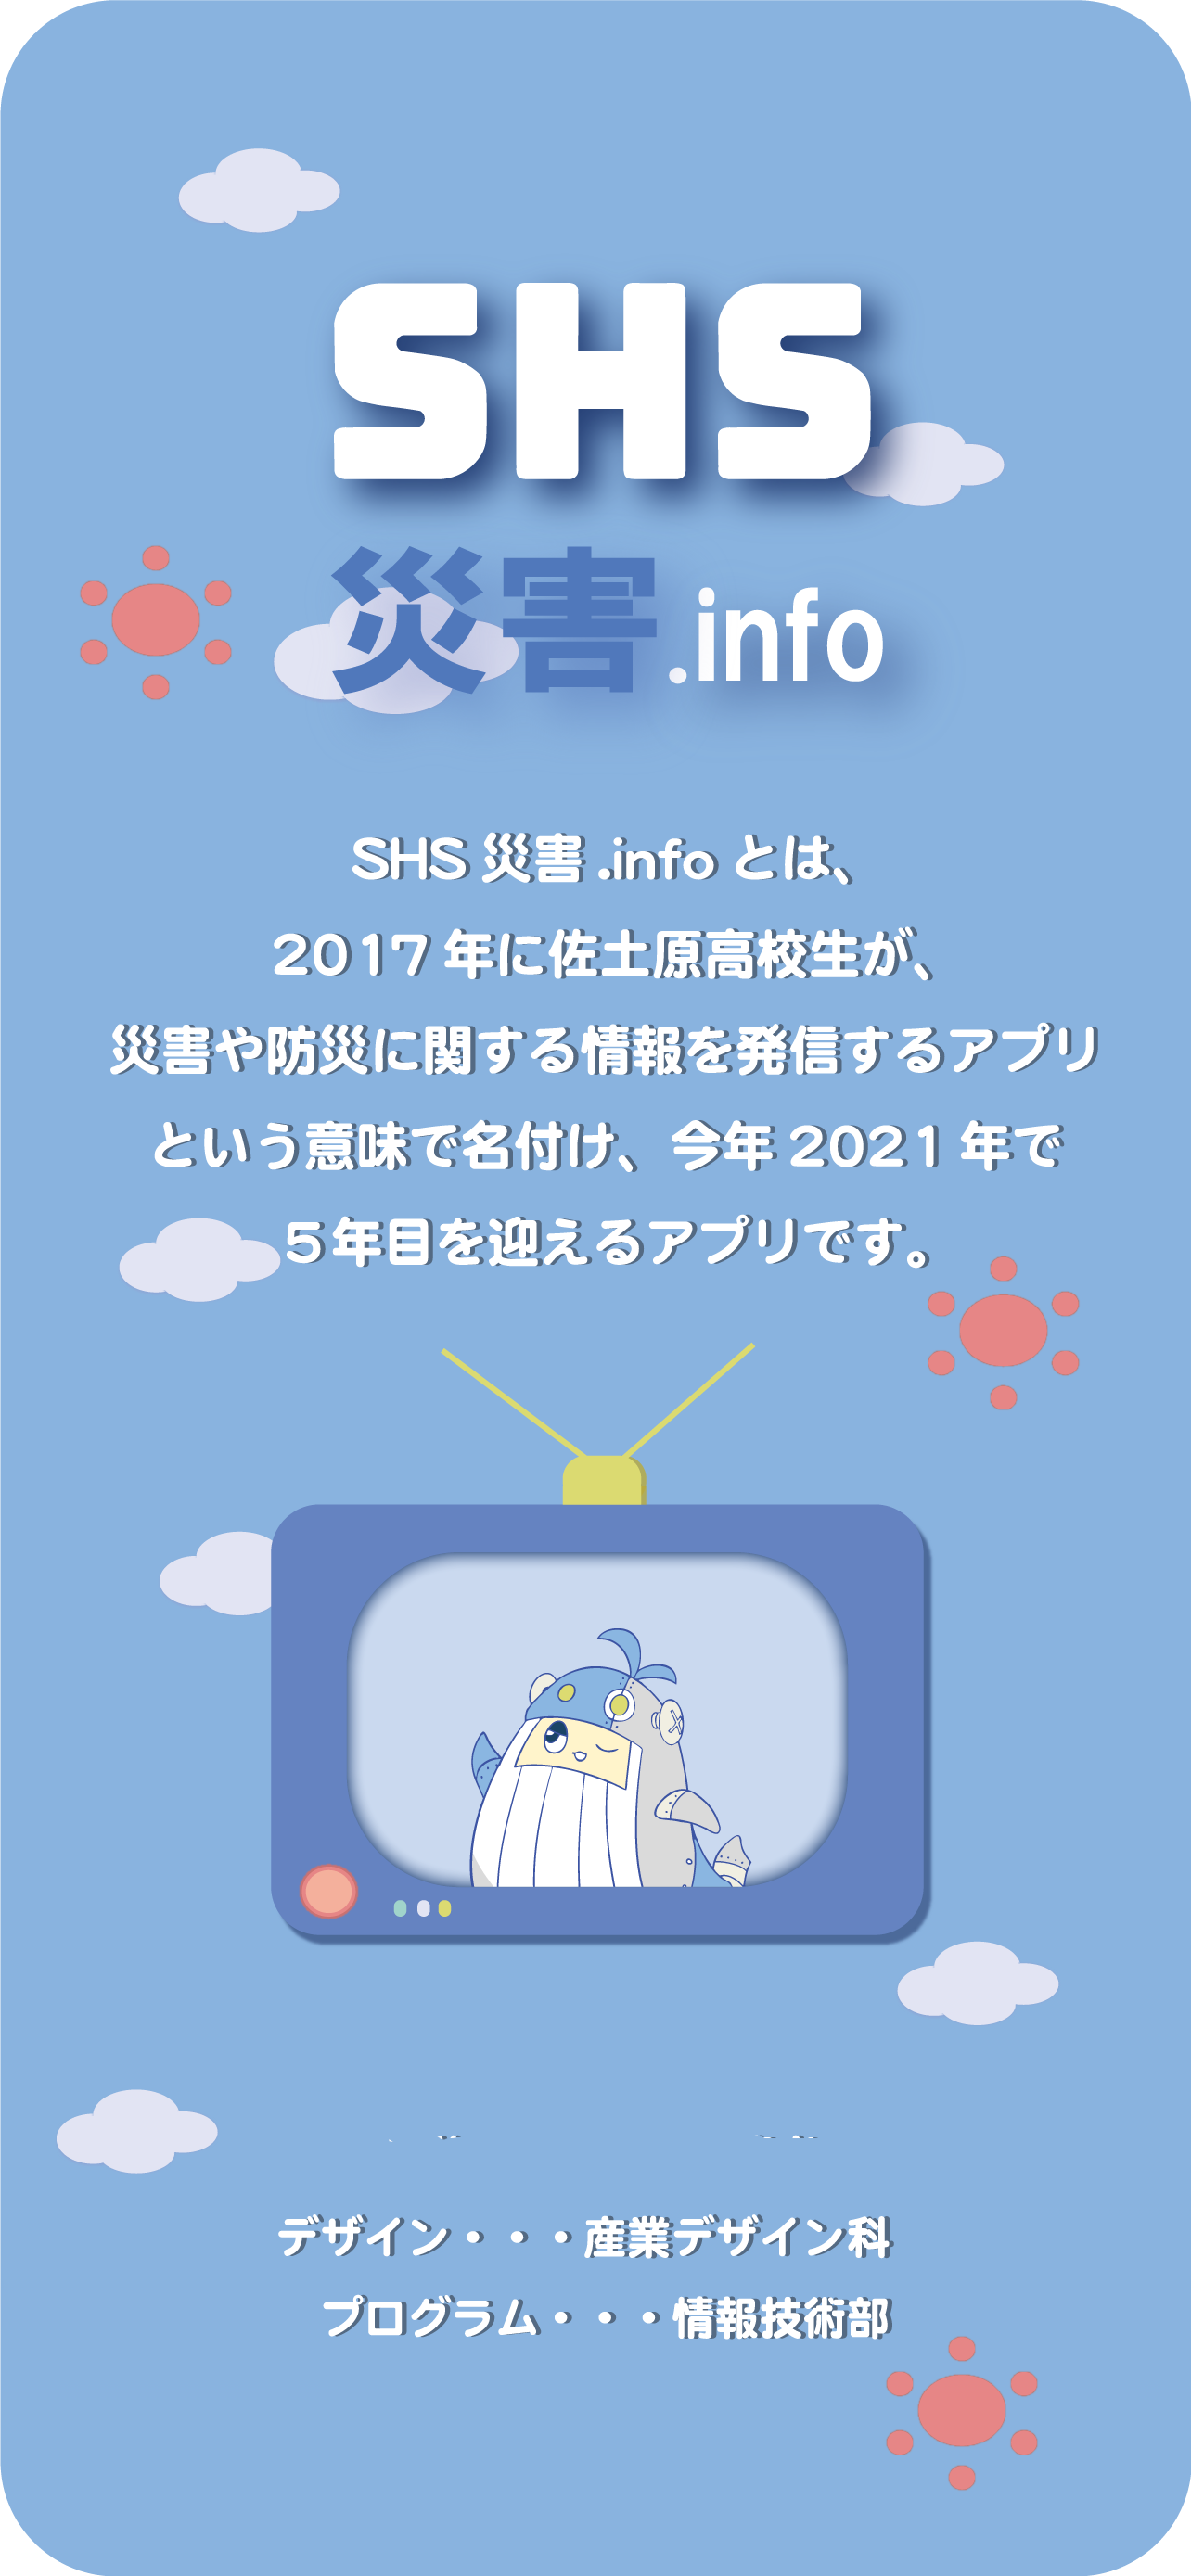 SHS
災害.info
SHS 災害 .info とは、
2017 年に佐土原高校生が、
災害や防災に関する情報を発信するアプリ
という意味で名付け、今年 2021 年で
5年目を迎えるアプリです。
デザイン・・・産業デザイン科
プログラム・・・情報技術部